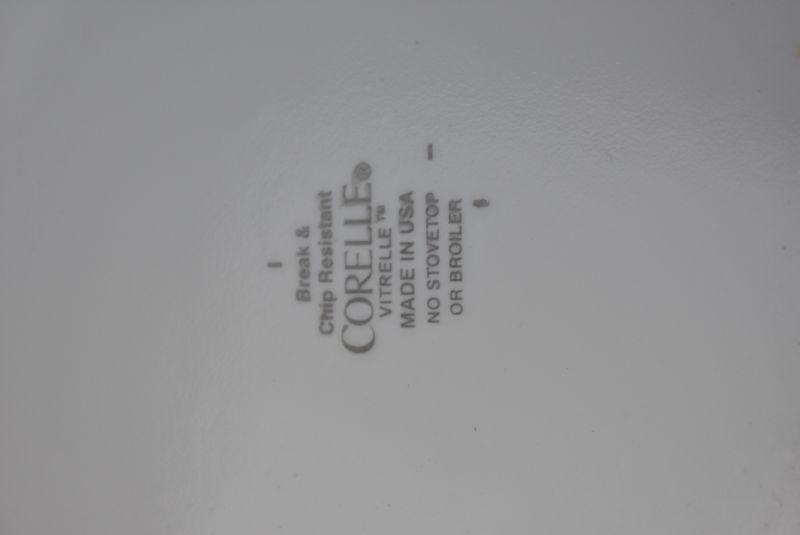 Break &
Chip Resistant
CORELLE®
VITRELLE™
MADE IN USA
NO STOVETOP
OR BROILER